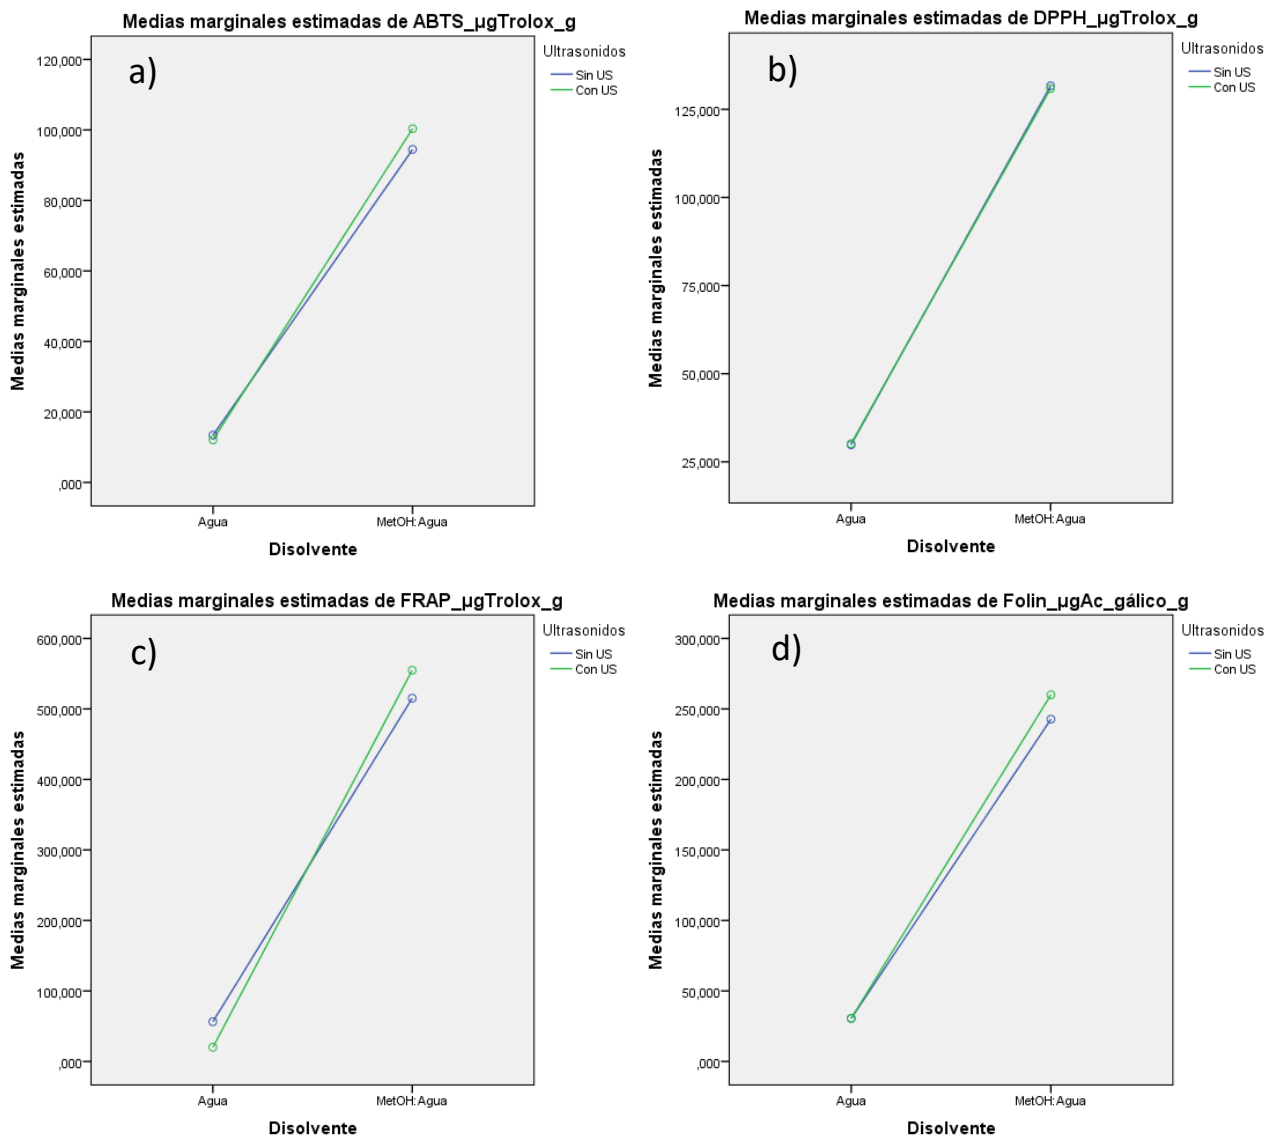 Medias marginales estimadas de ABTS_µgTrolox_g
a)
Ultrasonidos
Sin US
Con US
Medias marginales estimadas
120,000
100,000
80,000
60,000
40,000
20,000
,000
Agua
MetOH:Agua
Disolvente
Medias marginales estimadas de DPPH_µgTrolox_g
b)
Ultrasonidos
Sin US
Con US
Medias marginales estimadas
125,000
100,000
75,000
50,000
25,000
Agua
MetOH:Agua
Disolvente
Medias marginales estimadas de FRAP_µgTrolox_g
c)
Ultrasonidos
Sin US
Con US
Medias marginales estimadas
600,000
500,000
400,000
300,000
200,000
100,000
,000
Agua
MetOH:Agua
Disolvente
Medias marginales estimadas de Folin_µgAc_gálico_g
d)
Ultrasonidos
Sin US
Con US
Medias marginales estimadas
300,000
250,000
200,000
150,000
100,000
50,000
,000
Agua
MetOH:Agua
Disolvente